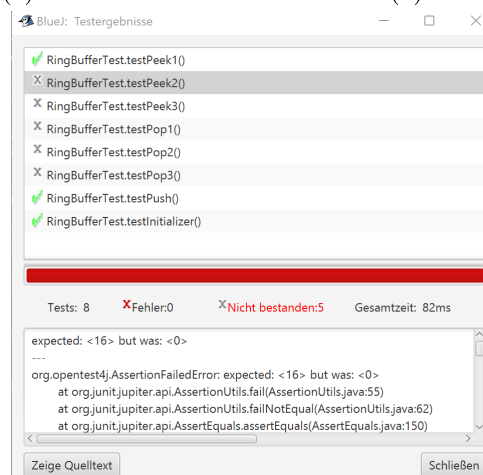 BlueJ: Testergebnisse
RingBufferTest.testPeek1()
RingBufferTest.testPeek2()
RingBufferTest.testPeek3()
RingBufferTest.testPop1()
RingBufferTest.testPop2()
RingBufferTest.testPop3()
RingBufferTest.testPush()
RingBufferTest.testInitializer()
Tests: 8 XFehler:0 XNicht bestanden:5 Gesamtzeit: 82ms
expected: <16> but was: <0>
---
org.opentest4j.AssertionFailedError: expected: <16> but was: <0>
at org.junit.jupiter.api.AssertionUtils.fail(AssertionUtils.java:55)
at org.junit.jupiter.api.AssertionUtils.failNotEqual(AssertionUtils.java:62)
at org.junit.jupiter.api.AssertEquals.assertEquals(AssertEquals.java:150)
Zeige Quelltext Schließen